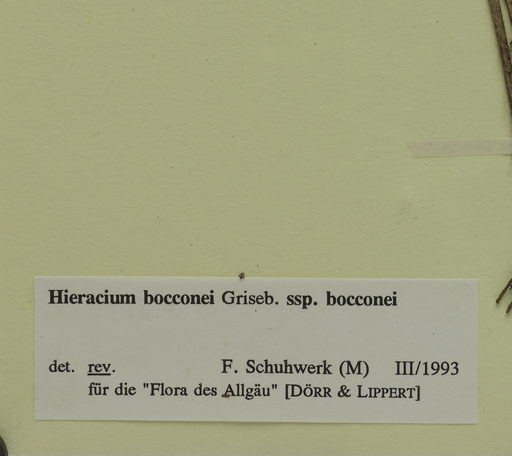 Hieracium bocconei Griseb. ssp. bocconei
det. rev. F. Schuhwerk (M) III/1993
für die "Flora des Allgäu" [DÖRR & LIPPERT]